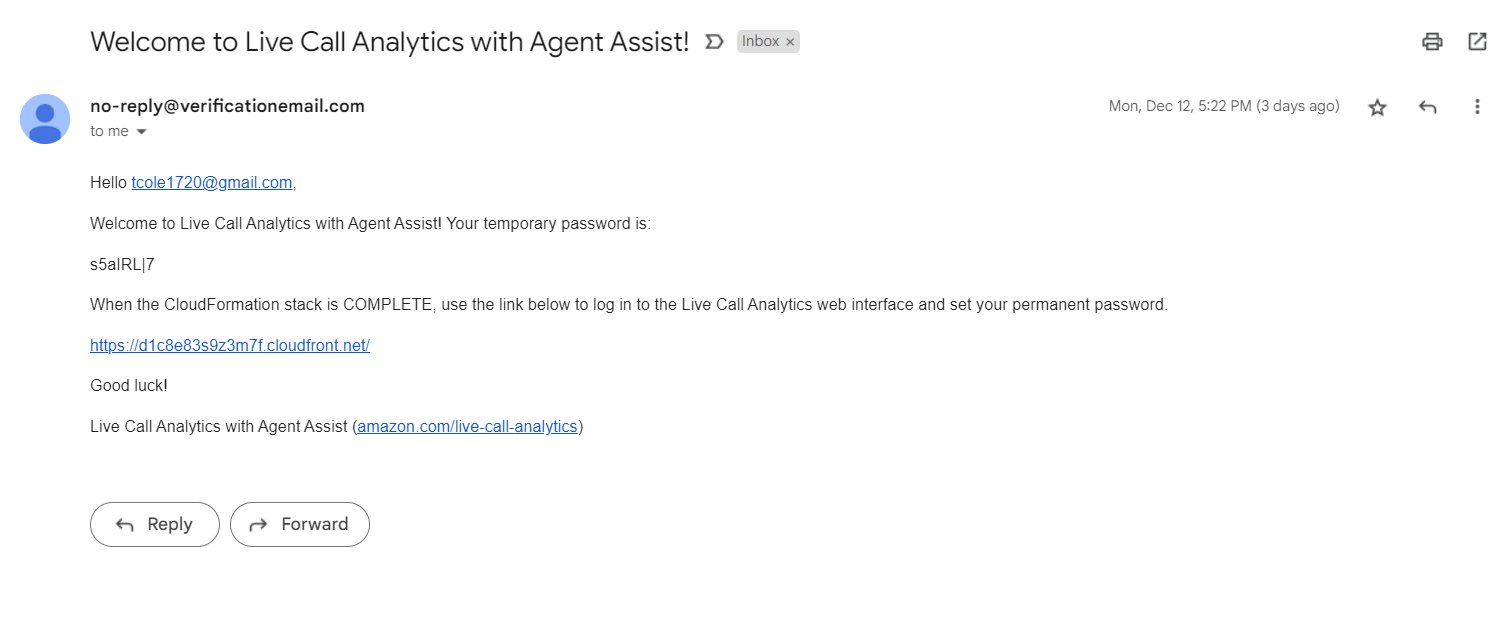 Welcome to Live Call Analytics with Agent Assist! Inbox ×
no-reply@verificationemail.com Mon, Dec 12, 5:22 PM (3 days ago)
to me
Hello tcole1720@gmail.com,
Welcome to Live Call Analytics with Agent Assist! Your temporary password is:
s5aIRL|7
When the CloudFormation stack is COMPLETE, use the link below to log in to the Live Call Analytics web interface and set your permanent password.
https://d1c8e83s9z3m7f.cloudfront.net/
Good luck!
Live Call Analytics with Agent Assist (amazon.com/live-call-analytics)
Reply Forward